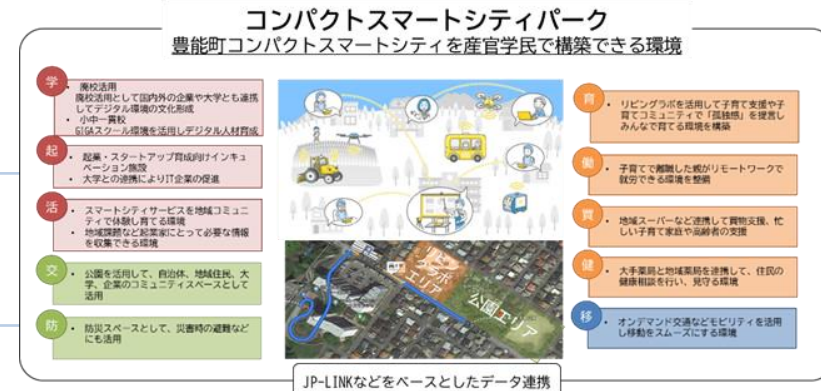 コンパクトスマートシティパーク
豊能町コンパクトスマートシティを産官学民で構築できる環境
学
• 廃校活用
廃校活用として国内外の企業や大学とも連携
してデジタル環境の文化形成
• 小中一貫校
GIGAスクール環境を活用しデジタル人材育成
起
• 起業・スタートアップ育成向けインキュ
ベーション施設
• 大学との連携によりIT企業の促進
活
• スマートシティサービスを地域コミュニ
ティで体験し育てる環境
• 地域課題など起業家にとって必要な情報
を収集できる環境
交
• 公園を活用して、自治体、地域住民、大
学、企業のコミュニティスペースとして
活用
防
• 防災スペースとして、災害時の避難など
にも活用
リビング
ラボ
エリア
公園エリア
育
• リビングラボを活用して子育て支援や子
育てコミュニティで「孤独感」を提言し
みんなで育てる環境を構築
働
• 子育てで離職した親がリモートワークで
就労できる環境を整備
買
• 地域スーパーなど連携して買物支援、忙
しい子育て家庭や高齢者の支援
健
• 大手薬局と地域薬局を連携して、住民の
健康相談を行い、見守る環境
移
• オンデマンド交通などモビリティを活用
し移動をスムーズにする環境
JP-LINKなどをベースとしたデータ連携